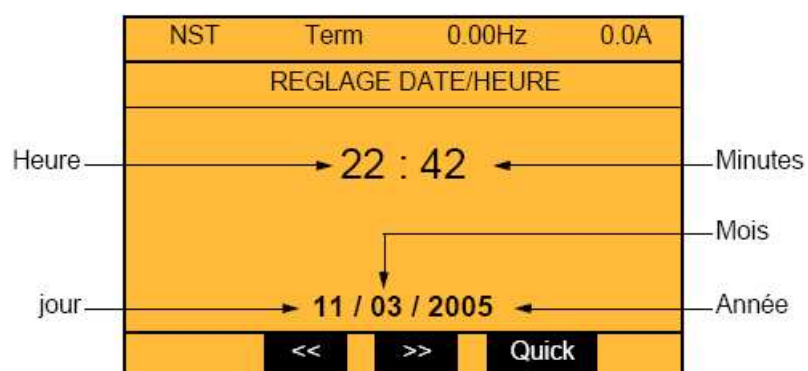 NST Term 0.00Hz 0.0A
REGLAGE DATE/HEURE
Heure 22 : 42 Minutes
Mois
jour 11 / 03 / 2005 Année
<< >> Quick